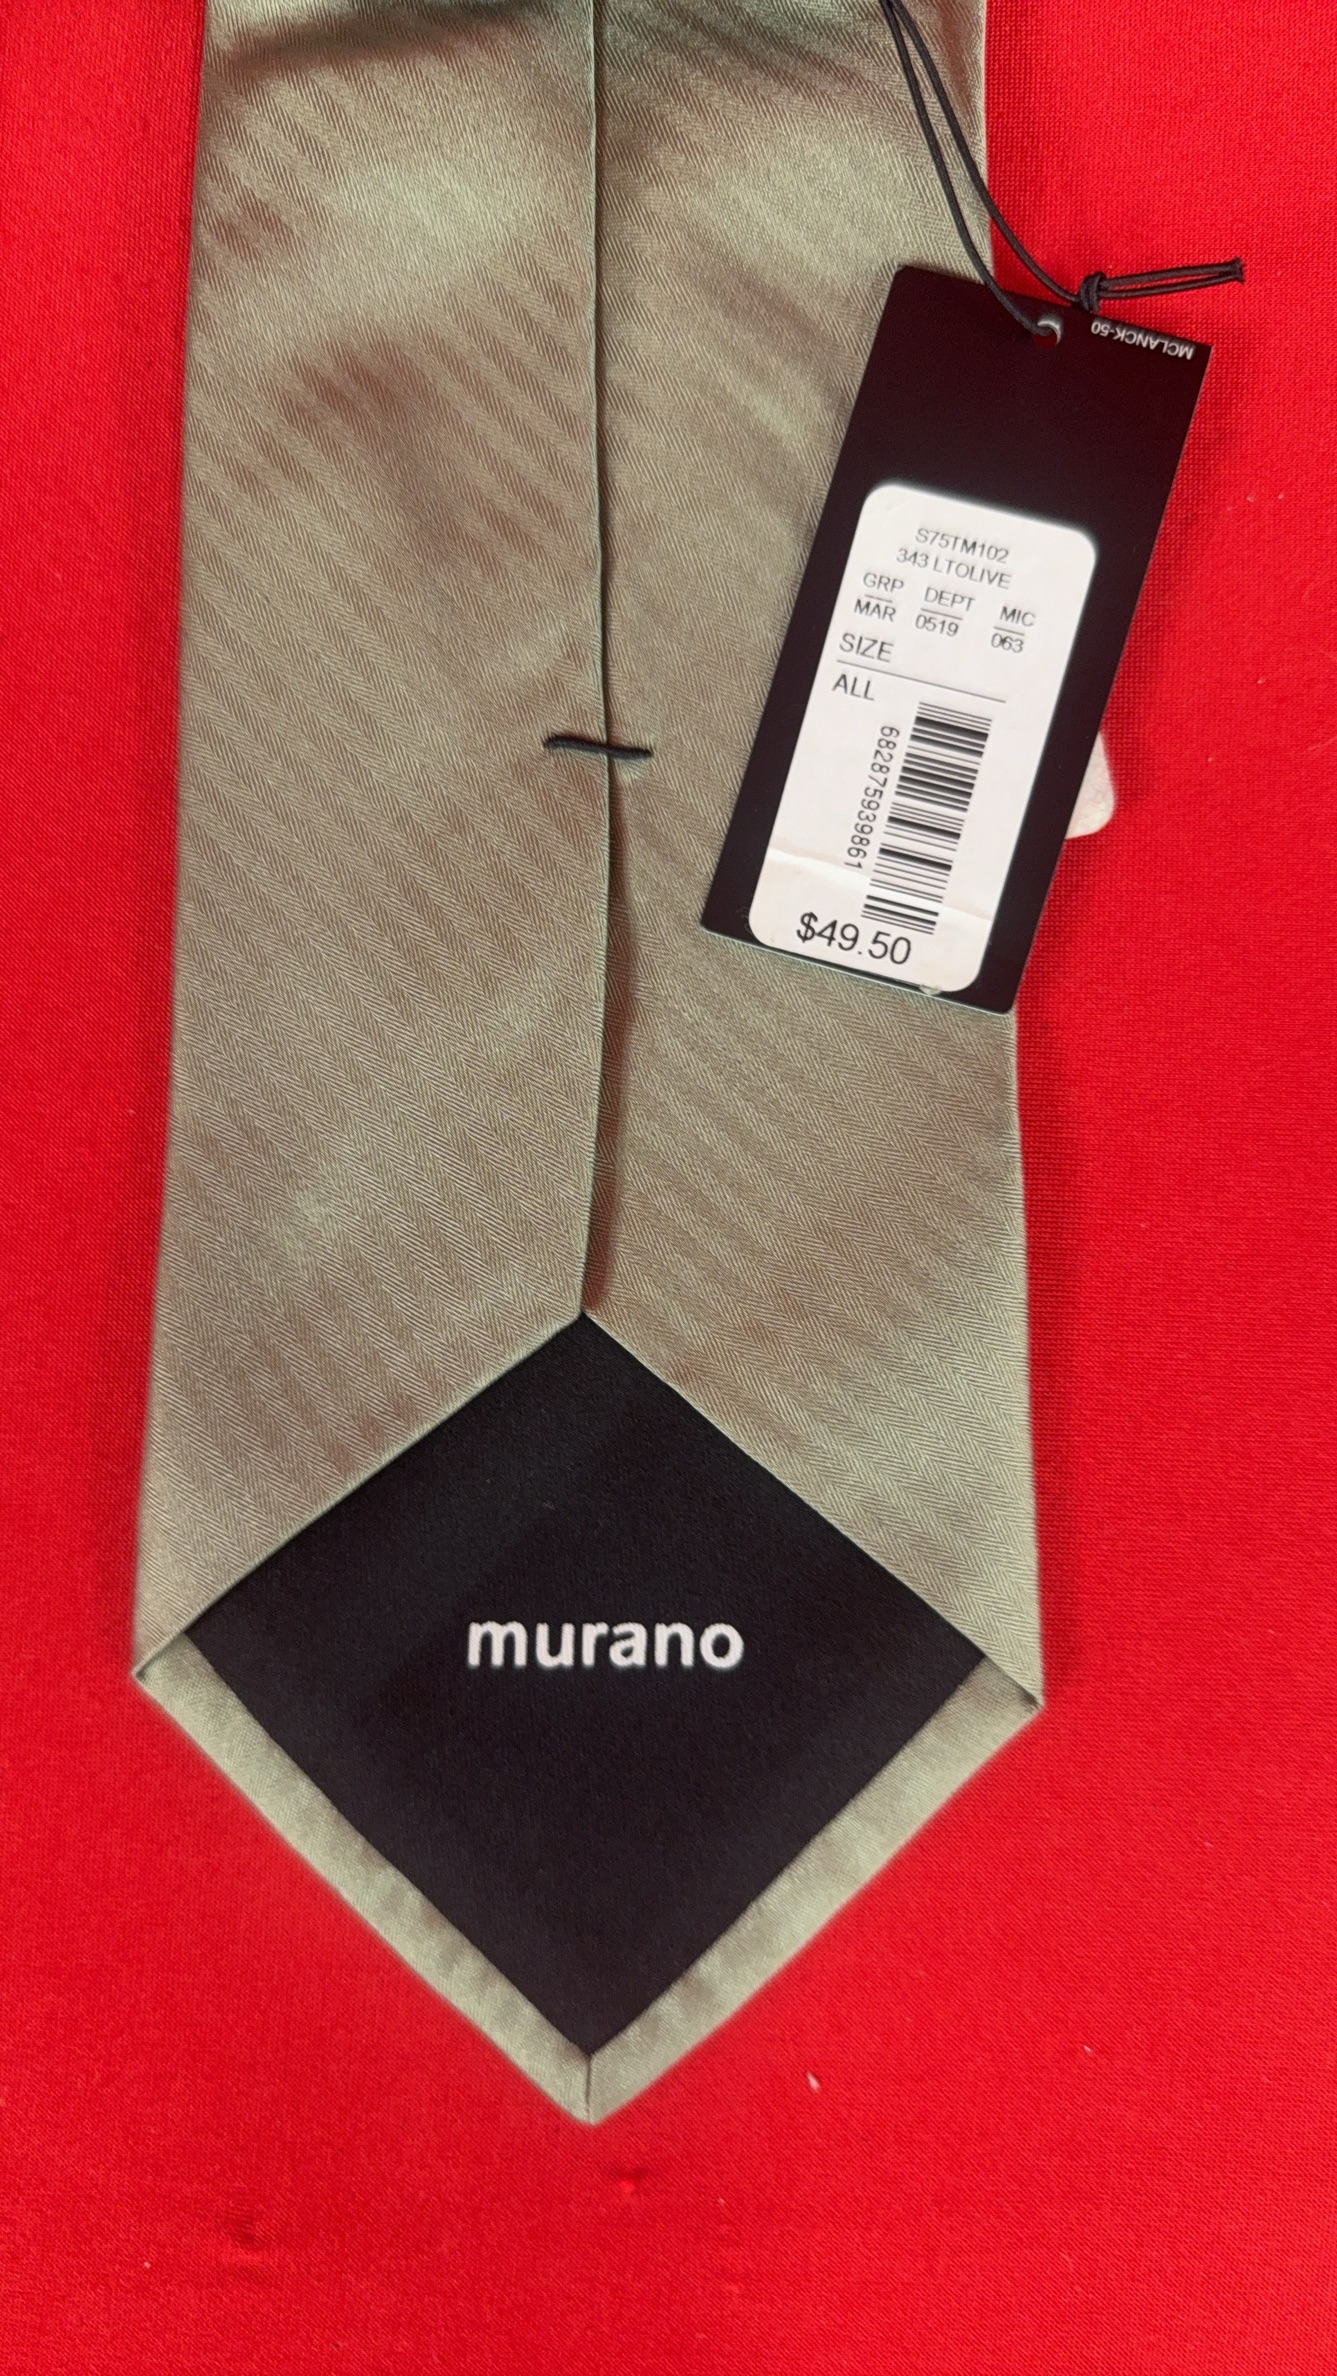 MCLANCK-50
S75TM102
343 LTOLIVE
GRP DEPT MIC
MAR 0519 063
SIZE
ALL
682875939861
$49.50
murano